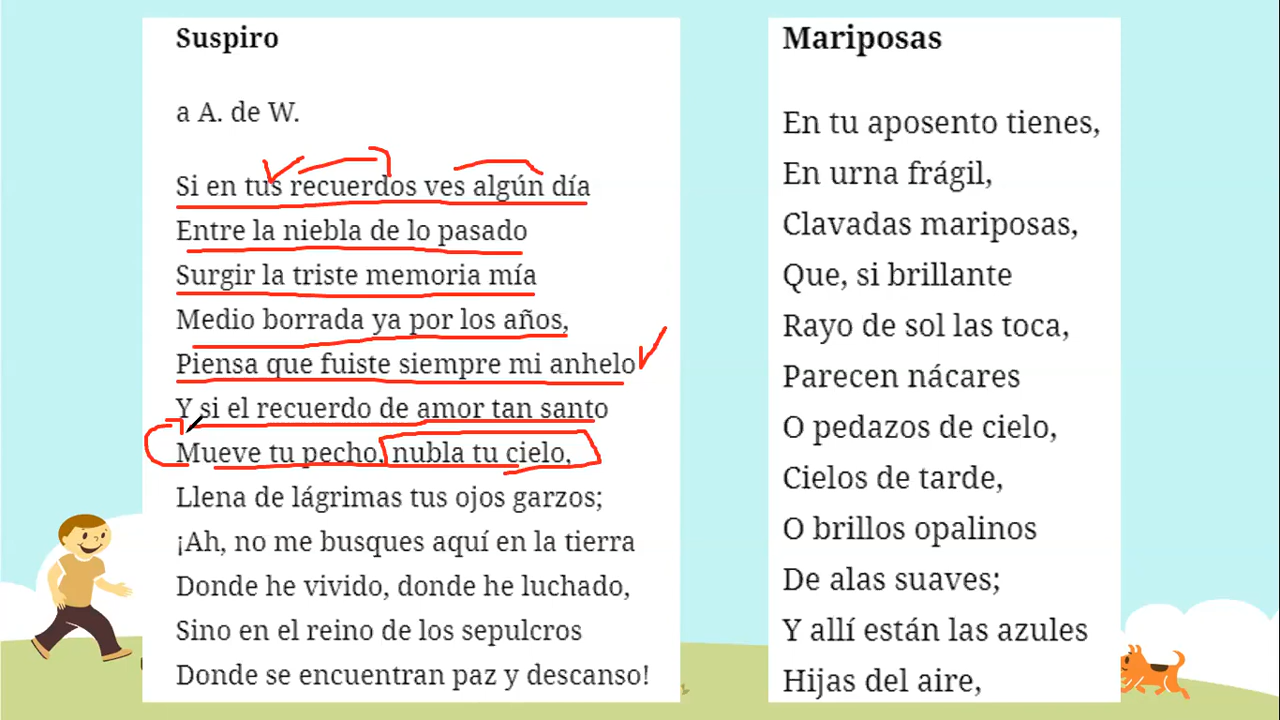 Suspiro
a A. de W.
Si en tus recuerdos ves algún día
Entre la niebla de lo pasado
Surgir la triste memoria mía
Medio borrada ya por los años,
Piensa que fuiste siempre mi anhelo
Y si el recuerdo de amor tan santo
Mueve tu pecho, nubla tu cielo,
Llena de lágrimas tus ojos garzos;
¡Ah, no me busques aquí en la tierra
Donde he vivido, donde he luchado,
Sino en el reino de los sepulcros
Donde se encuentran paz y descanso!
Mariposas
En tu aposento tienes,
En urna frágil,
Clavadas mariposas,
Que, si brillante
Rayo de sol las toca,
Parecen nácares
O pedazos de cielo,
Cielos de tarde,
O brillos opalinos
De alas suaves;
Y allí están las azules
Hijas del aire,